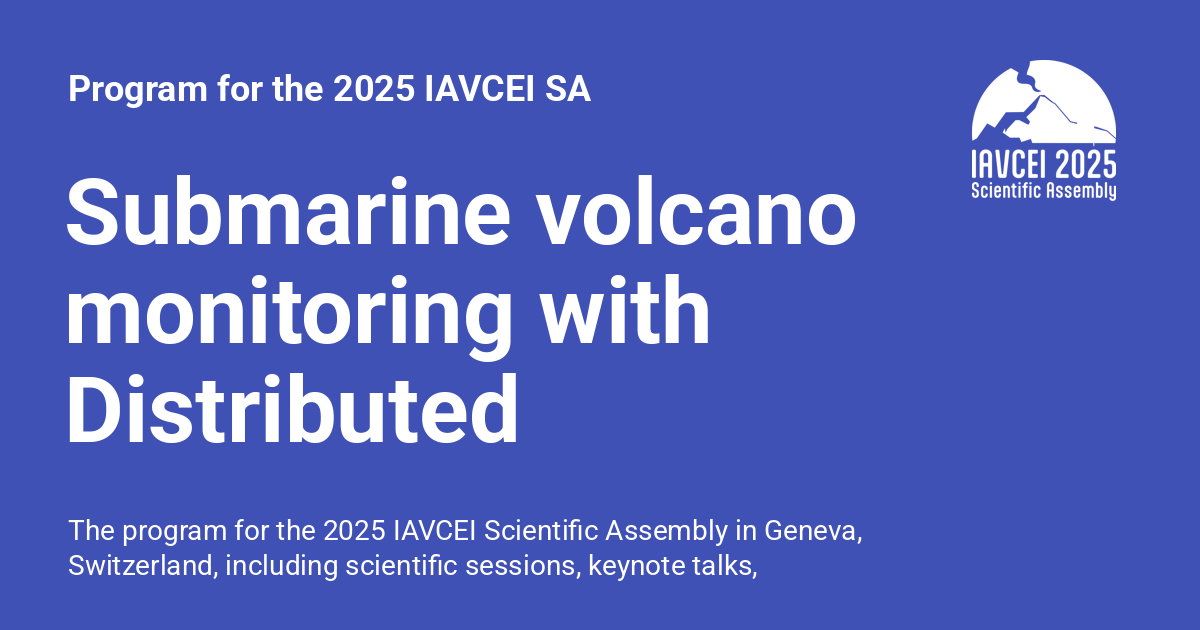 Program for the 2025 IAVCEI SA
IAVCEI 2025
Scientific Assembly
Submarine volcano
monitoring with
Distributed
The program for the 2025 IAVCEI Scientific Assembly in Geneva,
Switzerland, including scientific sessions, keynote talks,